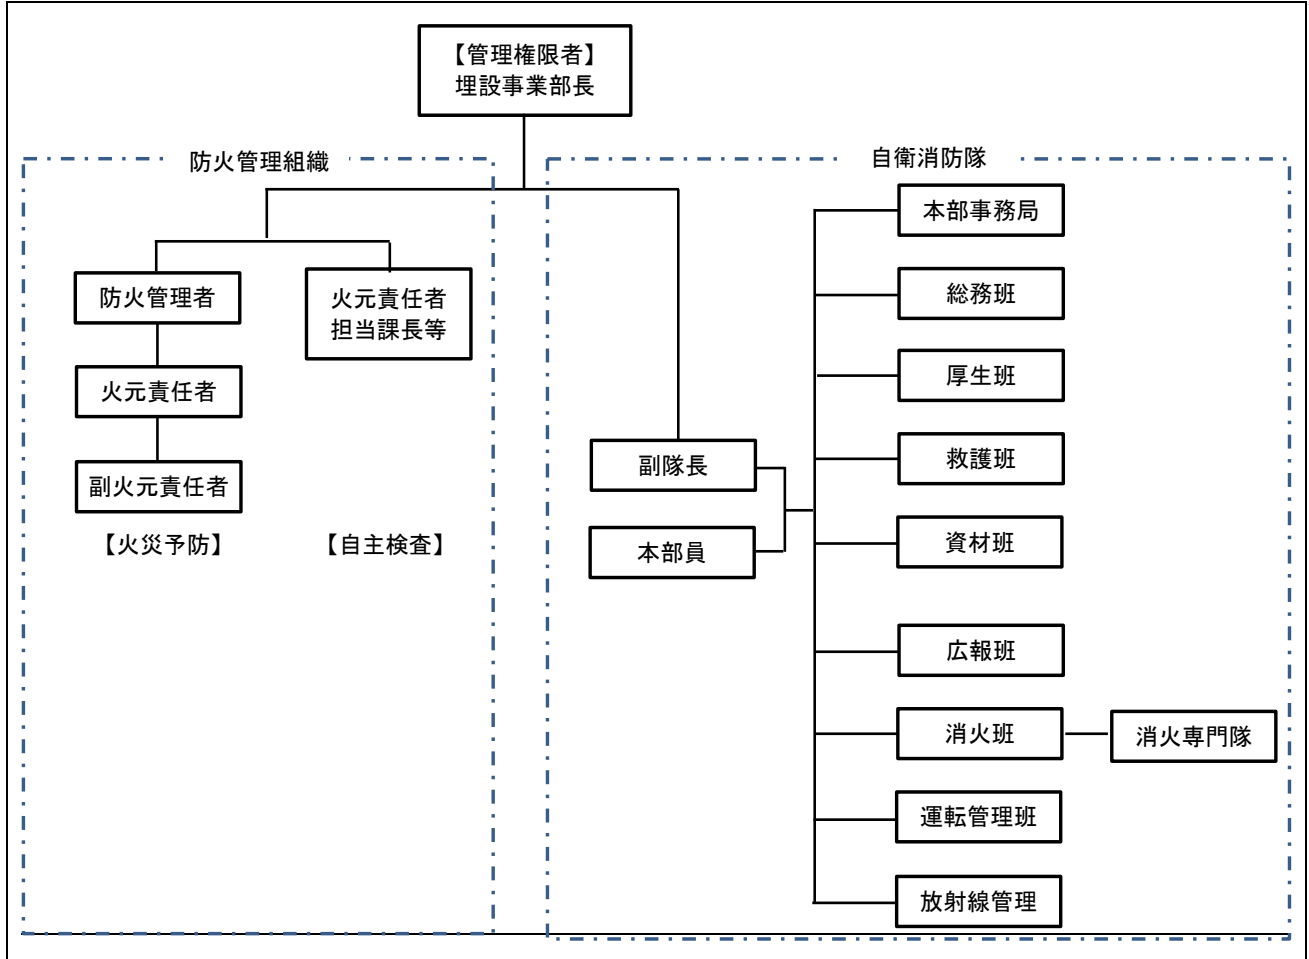 【管理権限者】
埋設事業部長
防火管理組織
防火管理者
火元責任者
副火元責任者
【火災予防】
火元責任者
担当課長等
【自主検査】
自衛消防隊
副隊長
本部員
本部事務局
総務班
厚生班
救護班
資材班
広報班
消火班
消火専門隊
運転管理班
放射線管理